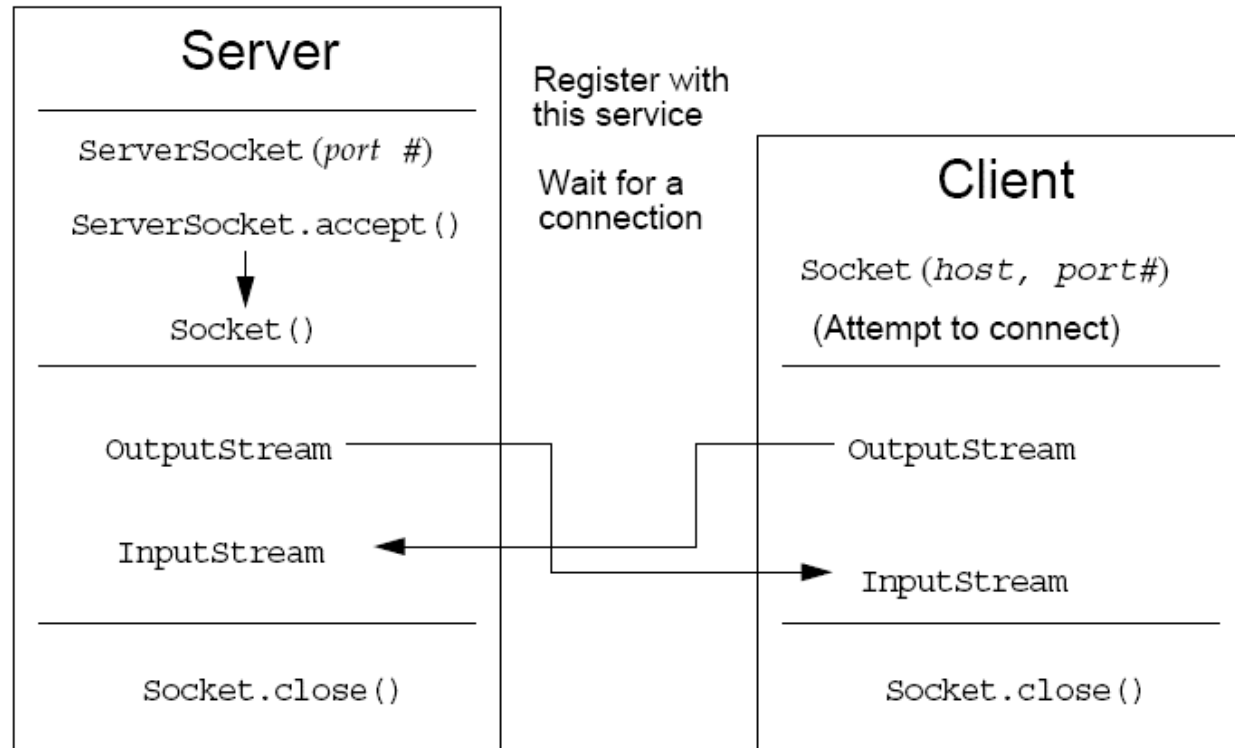 Server
ServerSocket (port #)
ServerSocket.accept()
Socket()
OutputStream
InputStream
Socket.close()
Register with
this service
Wait for a
connection
Client
Socket (host, port#)
(Attempt to connect)
OutputStream
InputStream
Socket.close()